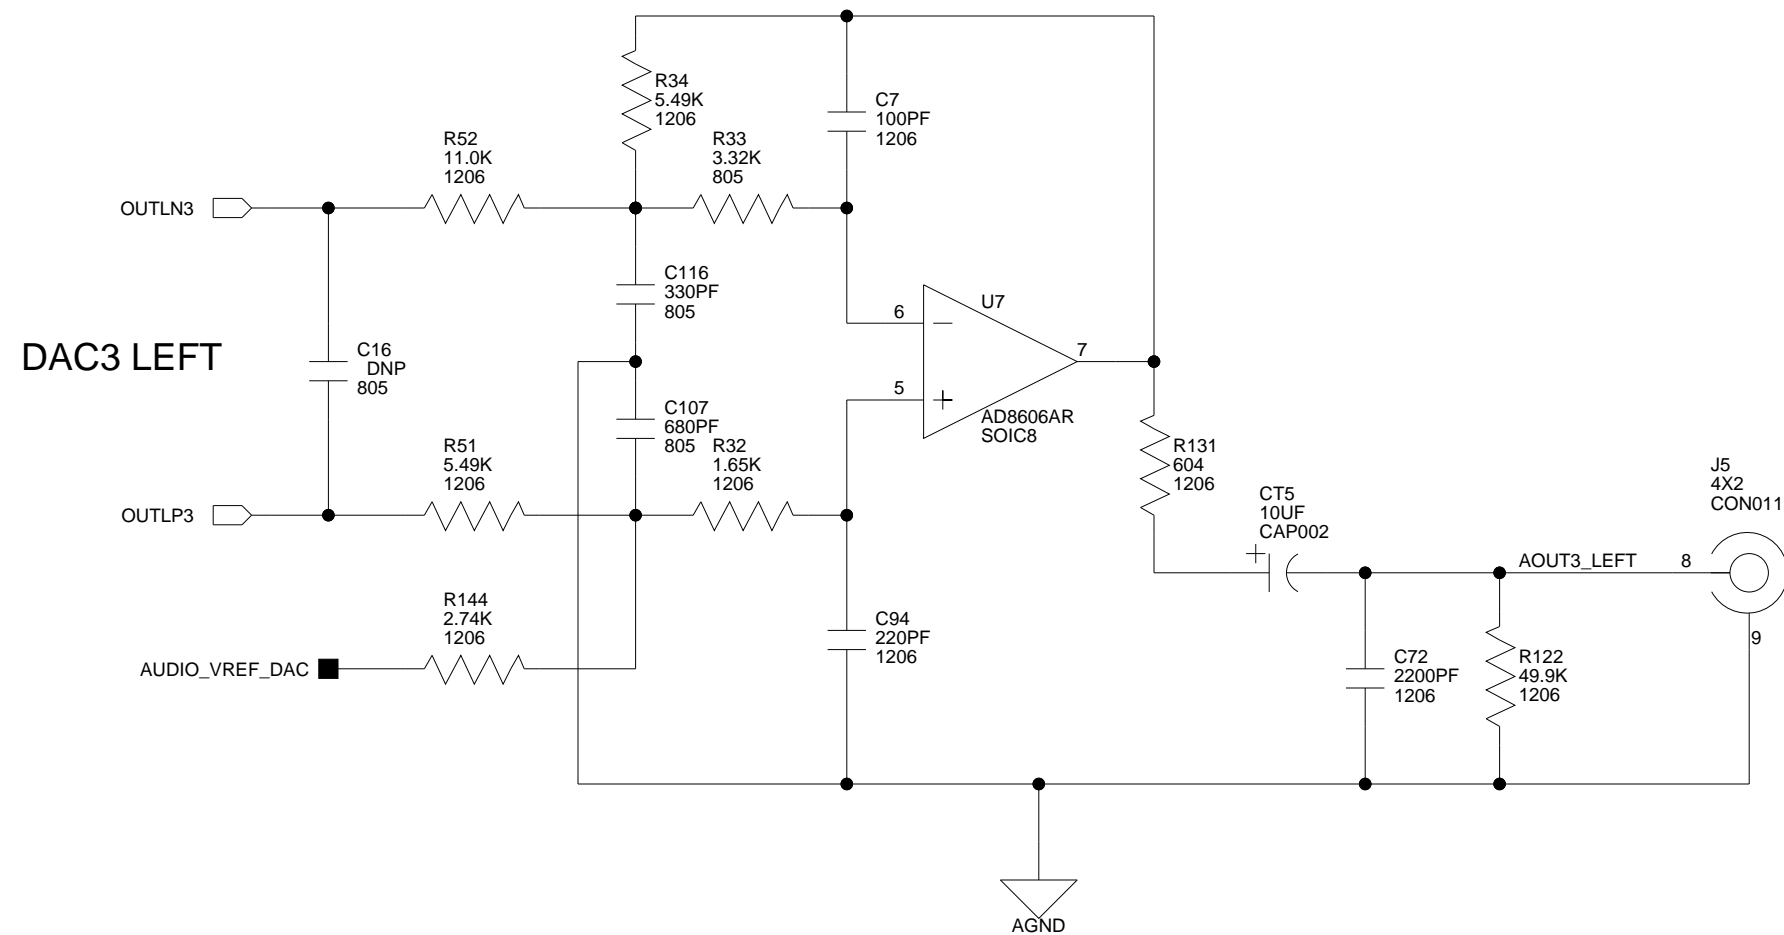 R34
5.49K
1206
C7
100PF
1206
R52
11.0K
1206
R33
3.32K
805
OUTLN3
C116
330PF
805
U7
6
DAC3 LEFT
C16
DNP
805
7
5
C107
680PF
805
AD8606AR
SOIC8
R51
5.49K
1206
R32
1.65K
1206
R131
604
1206
J5
4X2
CON011
CT5
10UF
CAP002
OUTLP3
AOUT3_LEFT
8
R144
2.74K
1206
C94
220PF
1206
9
AUDIO_VREF_DAC
C72
2200PF
1206
R122
49.9K
1206
AGND